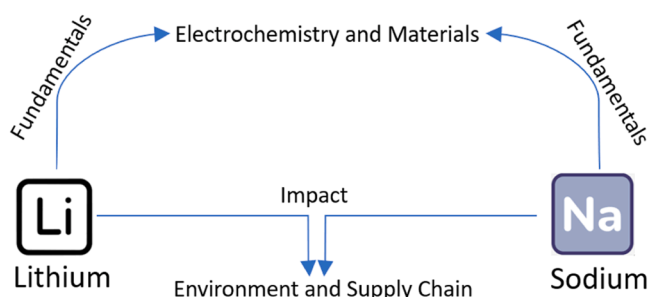 Fundamentals
Electrochemistry and Materials
Fundamentals
Li
Impact
Na
Lithium
Sodium
Environment and Supply Chain